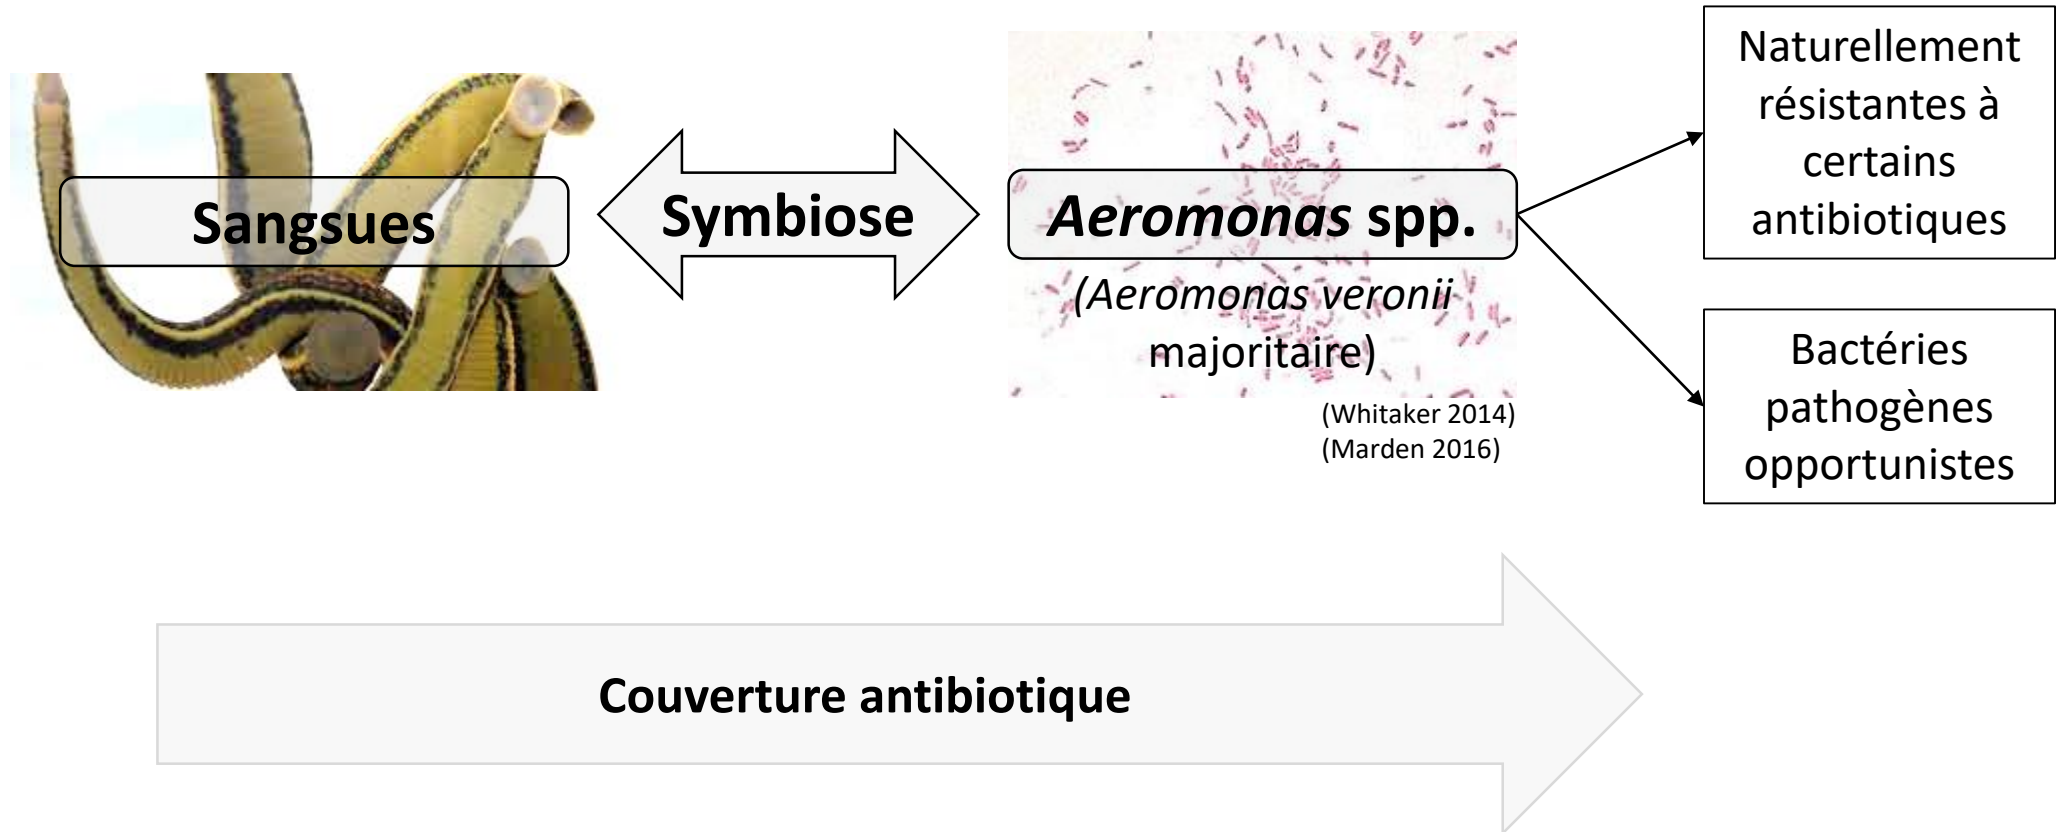 Sangsues
Symbiose
Aeromonas spp.
(Aeromonas veronii
majoritaire)
(Whitaker 2014)
(Marden 2016)
Naturellement
résistantes à
certains
antibiotiques
Bactéries
pathogènes
opportunistes
Couverture antibiotique